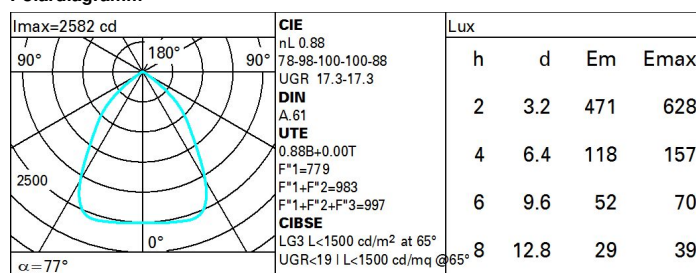 Imax=2582 cd
90° 180° 90°
2500
0°
α=77°
CIE
nL 0.88
78-98-100-100-88
UGR 17.3-17.3
DIN
A.61
UTE
0.88B+0.00T
F"1=779
F"1+F"2=983
F"1+F"2+F"3=997
CIBSE
LG3 L<1500 cd/m² at 65°
UGR<19 | L<1500 cd/mq @65°
Lux
h d Em Emax
2 3.2 471 628
4 6.4 118 157
6 9.6 52 70
8 12.8 29 39